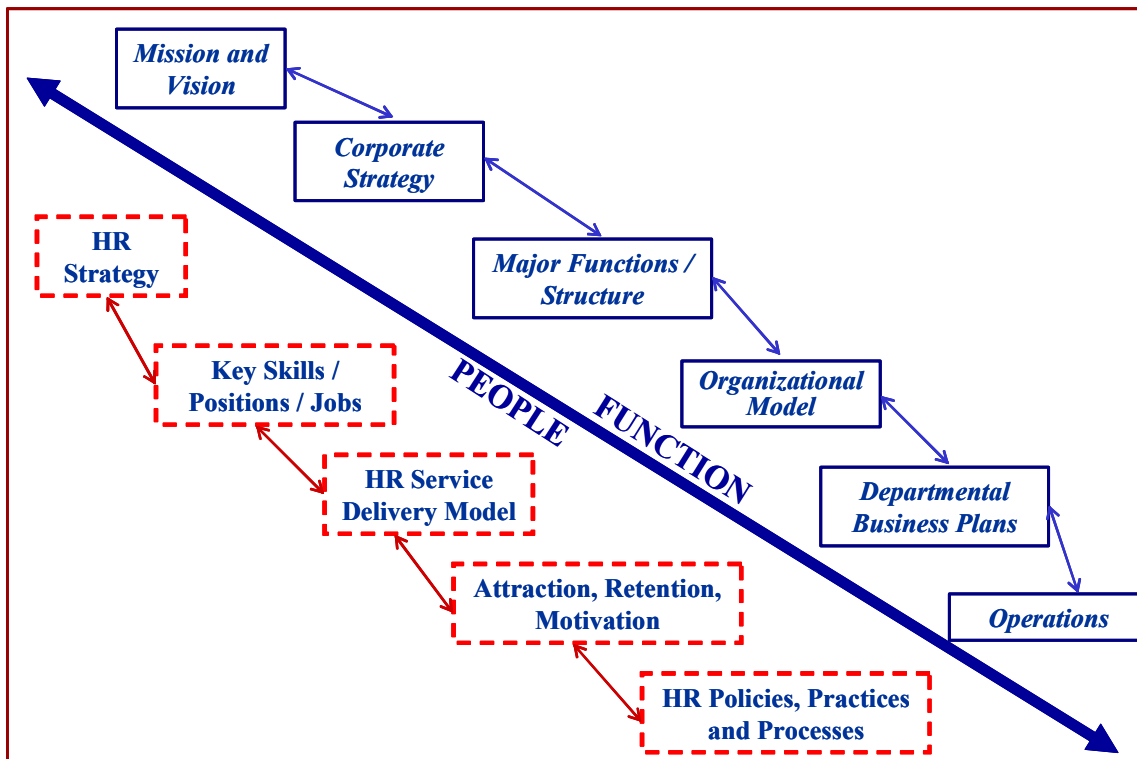 Mission and
Vision
Corporate
Strategy
HR
Strategy
Major Functions /
Structure
Key Skills /
Positions / Jobs
PEOPLE
FUNCTION
Organizational
Model
HR Service
Delivery Model
Departmental
Business Plans
Attraction, Retention,
Motivation
Operations
HR Policies, Practices
and Processes